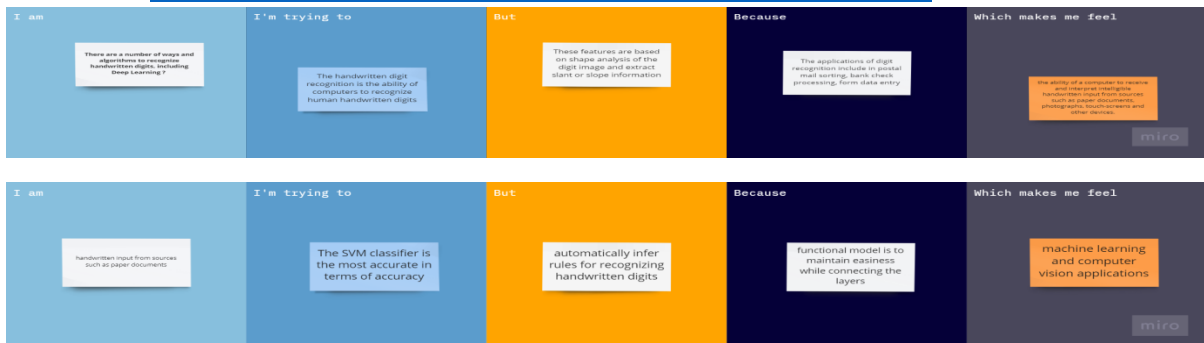 I am
There are a number of ways and
algorithms to recognize
handwritten digits, including
Deep Learning ?
I'm trying to
The handwritten digit
recognition is the ability of
computers to recognize
human handwritten digits
But
These features are based
on shape analysis of the
digit image and extract
slant or slope information
Because
The applications of digit
recognition include in postal
mail sorting, bank check
processing, form data entry
Which makes me feel
the ability of a computer to receive
and interpret intelligible
handwritten input from sources
such as paper documents,
photographs, touch-screens and
other devices.
miro
I am
handwritten input from sources
such as paper documents
I'm trying to
The SVM classifier is
the most accurate in
terms of accuracy
But
automatically infer
rules for recognizing
handwritten digits
Because
functional model is to
maintain easiness
while connecting the
layers
Which makes me feel
machine learning
and computer
vision applications
miro